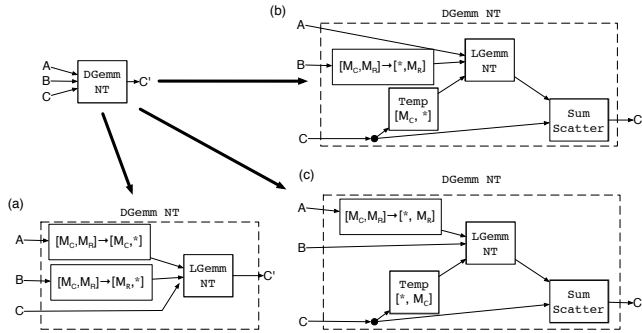 (b)
DGemm NT
A
B
C
[M_C,M_R]→[*,M_R]
LGemm
NT
Temp
[M_C, *]
Sum
Scatter
C'
A
B
C
DGemm
NT
C'
(a)
DGemm NT
A
B
C
[M_C,M_R]→[M_C,*]
[M_C,M_R]→[M_R,*]
LGemm
NT
C'
(c)
DGemm NT
A
B
C
[M_C,M_R]→[*, M_R]
LGemm
NT
Temp
[*, M_C]
Sum
Scatter
C'